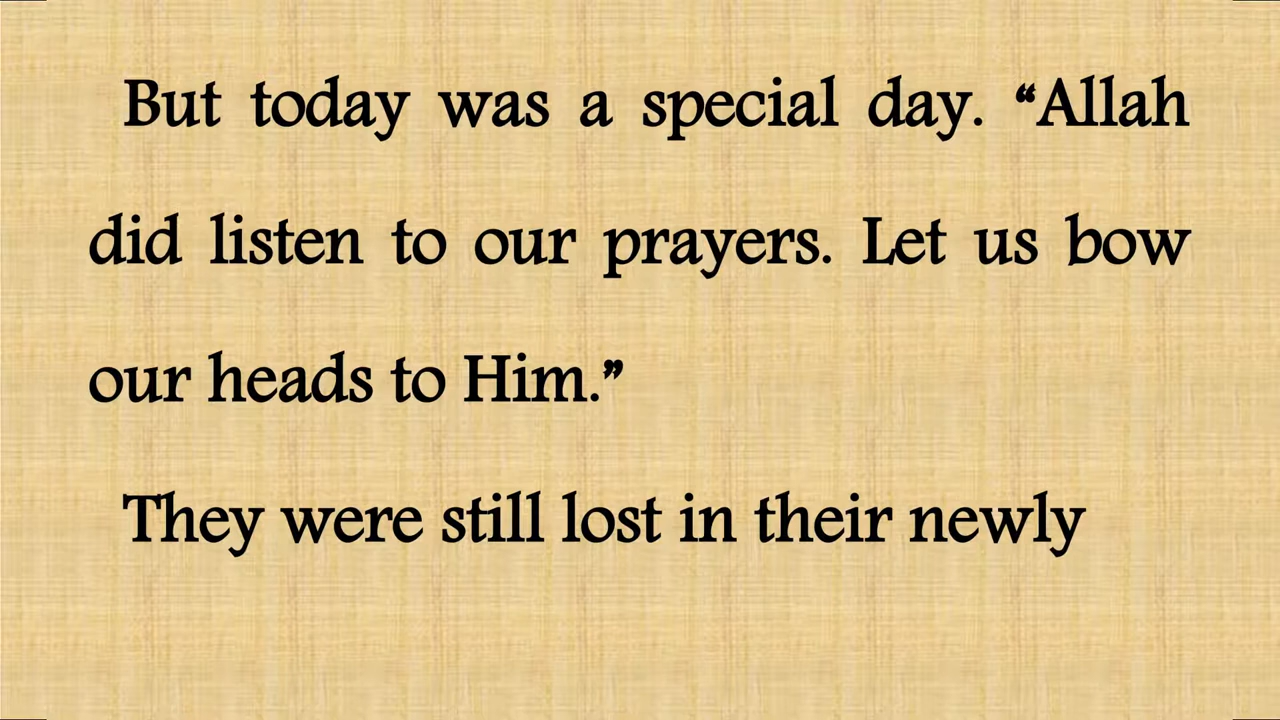 But today was a special day. “Allah
did listen to our prayers. Let us bow
our heads to Him.”
They were still lost in their newly